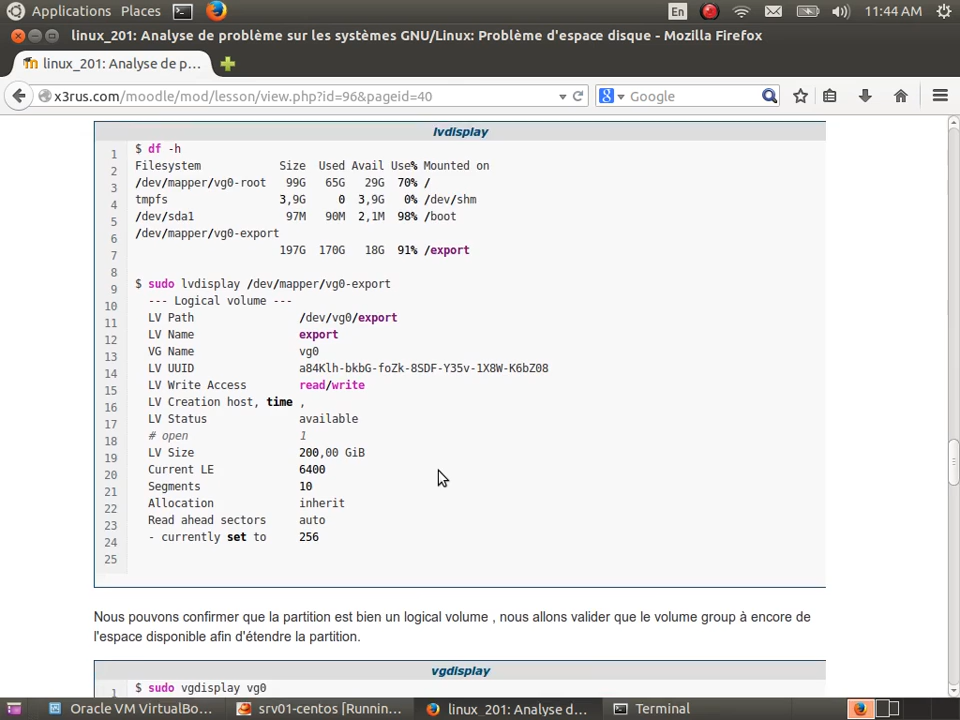 Applications Places En 11:44 AM
linux_201: Analyse de problème sur les systèmes GNU/Linux: Problème d'espace disque - Mozilla Firefox
linux_201: Analyse de p...
x3rus.com/moodle/mod/lesson/view.php?id=96&pageid=40 Google
lvdisplay
1 $ df -h
2 Filesystem Size Used Avail Use% Mounted on
3 /dev/mapper/vg0-root 99G 65G 29G 70% /
4 tmpfs 3,9G 0 3,9G 0% /dev/shm
5 /dev/sda1 97M 90M 2,1M 98% /boot
6 /dev/mapper/vg0-export
7 197G 170G 18G 91% /export
8
9 $ sudo lvdisplay /dev/mapper/vg0-export
10 --- Logical volume ---
11 LV Path /dev/vg0/export
12 LV Name export
13 VG Name vg0
14 LV UUID a84Klh-bkbG-foZk-8SDF-Y35v-1X8W-K6bZ08
15 LV Write Access read/write
16 LV Creation host, time ,
17 LV Status available
18 # open 1
19 LV Size 200,00 GiB
20 Current LE 6400
21 Segments 10
22 Allocation inherit
23 Read ahead sectors auto
24 - currently set to 256
25
Nous pouvons confirmer que la partition est bien un logical volume , nous allons valider que le volume group à encore de
l'espace disponible afin d'étendre la partition.
vgdisplay
1 $ sudo vgdisplay vg0
Oracle VM VirtualBo... srv01-centos [Runnin... linux_201: Analyse d... Terminal